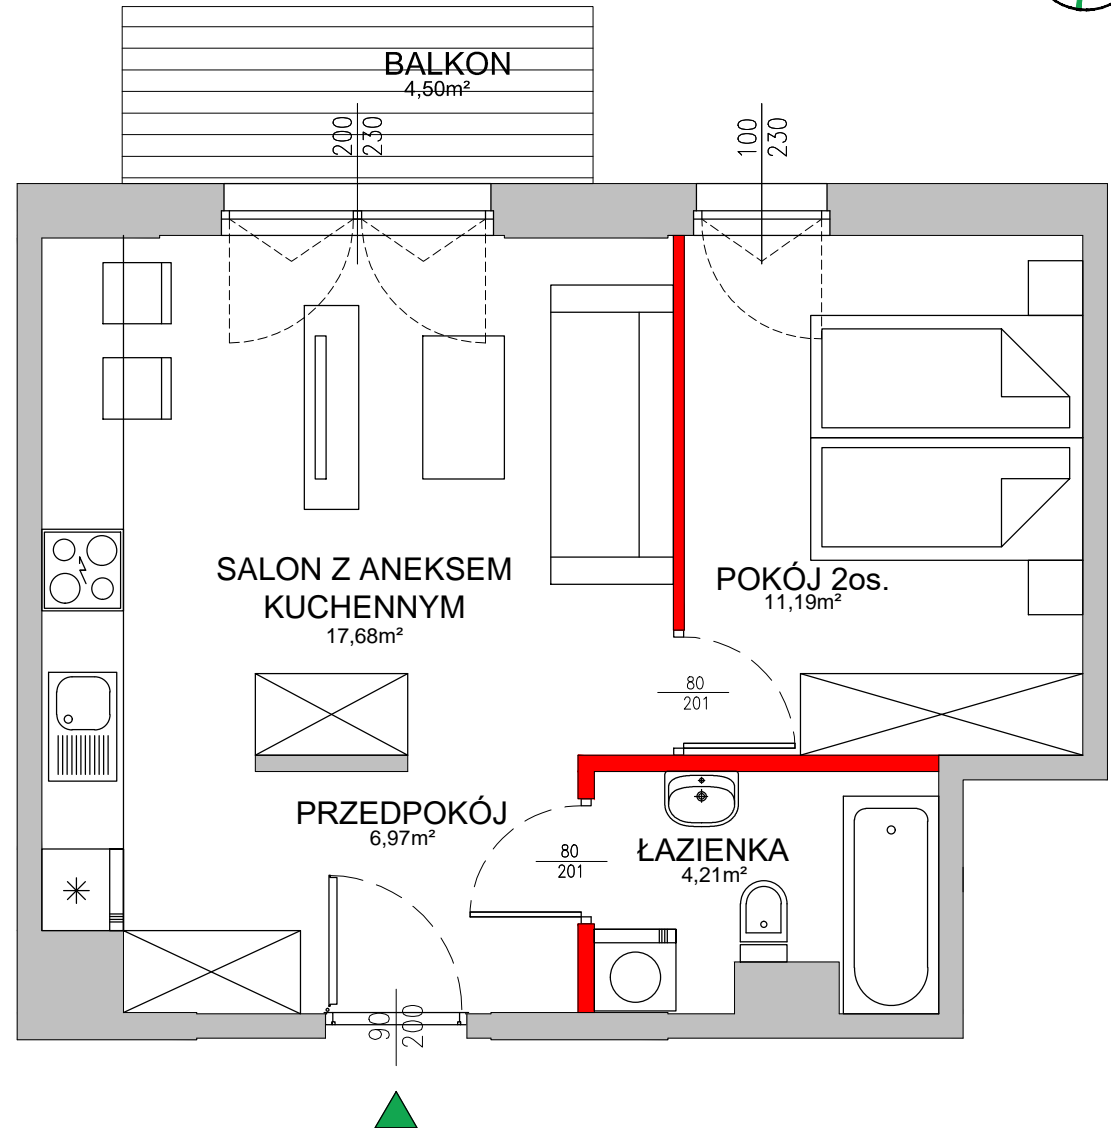 BALKON
4,50m²
200
230
100
230
SALON Z ANEKSEM
KUCHENNYM
17,68m²
POKÓJ 2os.
11,19m²
80
201
PRZEDPOKÓJ
6,97m²
80
201
ŁAZIENKA
4,21m²
90
200